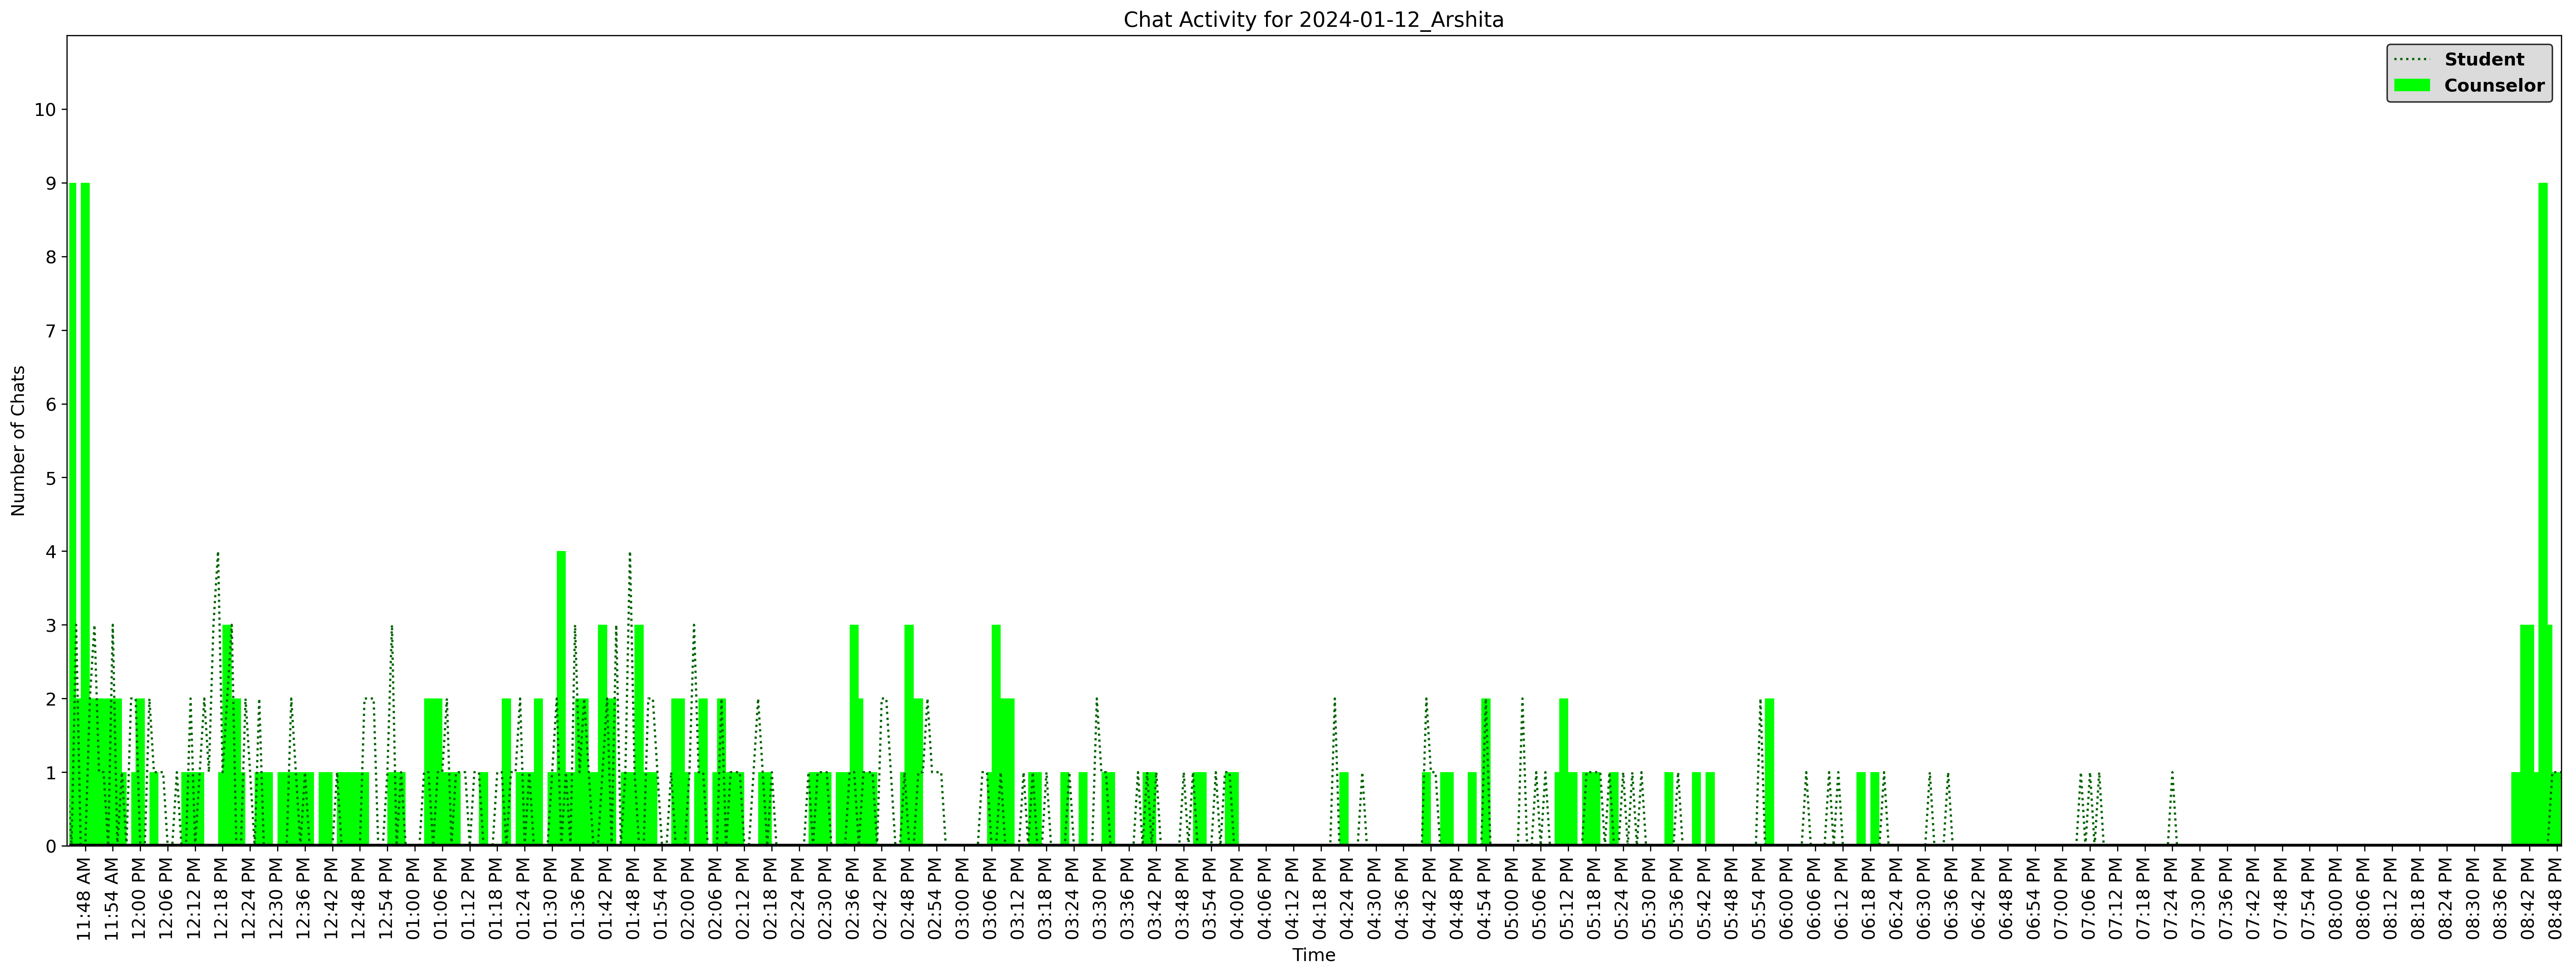 Chat Activity for 2024-01-12_Arshita
Student
Counselor
Number of Chats
10
9
8
7
6
5
4
3
2
1
0
11:48 AM
11:54 AM
12:00 PM
12:06 PM
12:12 PM
12:18 PM
12:24 PM
12:30 PM
12:36 PM
12:42 PM
12:48 PM
12:54 PM
01:00 PM
01:06 PM
01:12 PM
01:18 PM
01:24 PM
01:30 PM
01:36 PM
01:42 PM
01:48 PM
01:54 PM
02:00 PM
02:06 PM
02:12 PM
02:18 PM
02:24 PM
02:30 PM
02:36 PM
02:42 PM
02:48 PM
02:54 PM
03:00 PM
03:06 PM
03:12 PM
03:18 PM
03:24 PM
03:30 PM
03:36 PM
03:42 PM
03:48 PM
03:54 PM
04:00 PM
04:06 PM
04:12 PM
04:18 PM
04:24 PM
04:30 PM
04:36 PM
04:42 PM
04:48 PM
04:54 PM
05:00 PM
05:06 PM
05:12 PM
05:18 PM
05:24 PM
05:30 PM
05:36 PM
05:42 PM
05:48 PM
05:54 PM
06:00 PM
06:06 PM
06:12 PM
06:18 PM
06:24 PM
06:30 PM
06:36 PM
06:42 PM
06:48 PM
06:54 PM
07:00 PM
07:06 PM
07:12 PM
07:18 PM
07:24 PM
07:30 PM
07:36 PM
07:42 PM
07:48 PM
07:54 PM
08:00 PM
08:06 PM
08:12 PM
08:18 PM
08:24 PM
08:30 PM
08:36 PM
08:42 PM
08:48 PM
Time